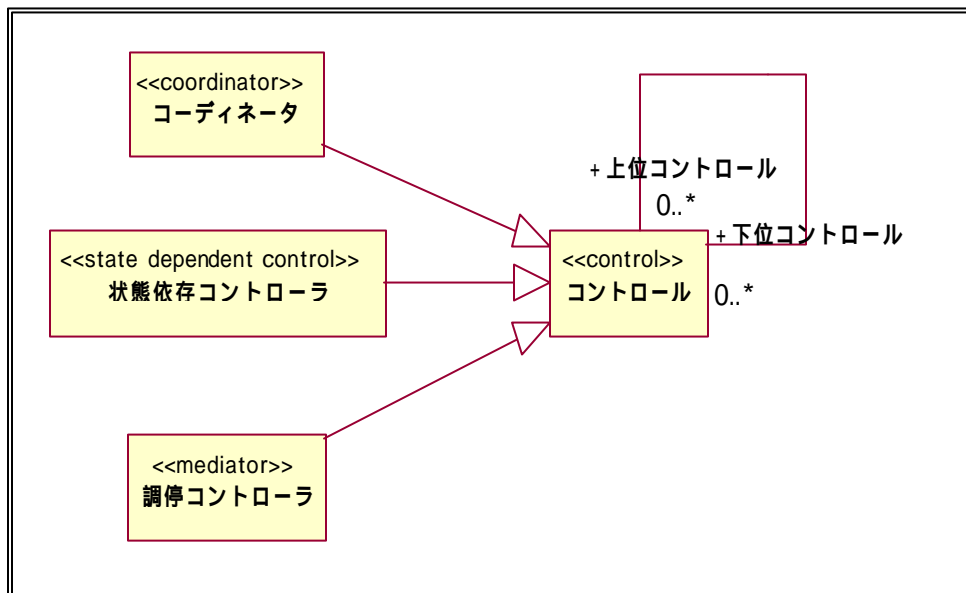 <<coordinator>>
コーディネータ
+ 上位コントロール
0..*
+ 下位コントロール
<<state dependent control>>
状態依存コントローラ
<<control>>
コントロール
0..*
<<mediator>>
調停コントローラ